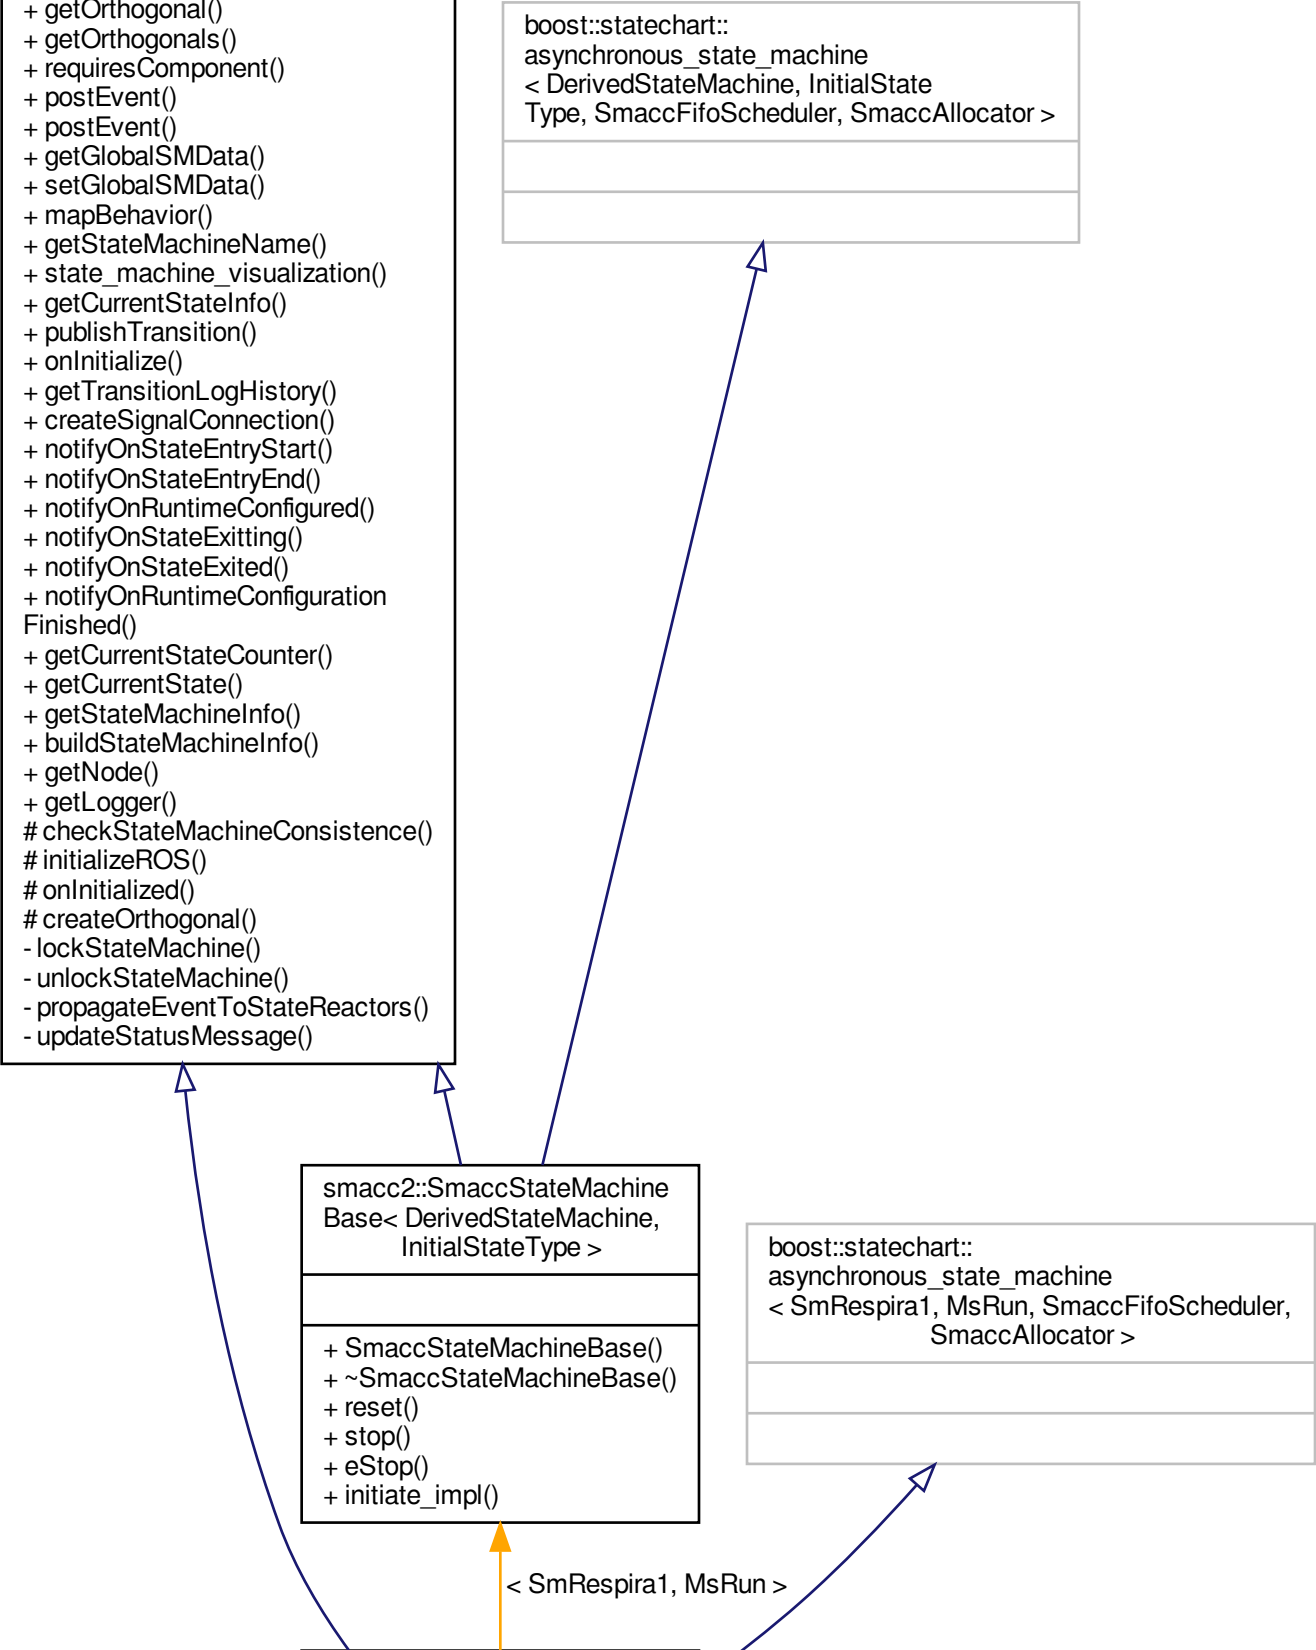 + getOrthogonal()
+ getOrthogonals()
+ requiresComponent()
+ postEvent()
+ postEvent()
+ getGlobalSMData()
+ setGlobalSMData()
+ mapBehavior()
+ getStateMachineName()
+ state_machine_visualization()
+ getCurrentStateInfo()
+ publishTransition()
+ onInitialize()
+ getTransitionLogHistory()
+ createSignalConnection()
+ notifyOnStateEntryStart()
+ notifyOnStateEntryEnd()
+ notifyOnRuntimeConfigured()
+ notifyOnStateExitting()
+ notifyOnStateExited()
+ notifyOnRuntimeConfiguration
Finished()
+ getCurrentStateCounter()
+ getCurrentState()
+ getStateMachineInfo()
+ buildStateMachineInfo()
+ getNode()
+ getLogger()
# checkStateMachineConsistence()
# initializeROS()
# onInitialized()
# createOrthogonal()
- lockStateMachine()
- unlockStateMachine()
- propagateEventToStateReactors()
- updateStatusMessage()
boost::statechart::
asynchronous_state_machine
< DerivedStateMachine, InitialState
Type, SmaccFifoScheduler, SmaccAllocator >
smacc2::SmaccStateMachine
Base< DerivedStateMachine,
InitialStateType >
+ SmaccStateMachineBase()
+ ~SmaccStateMachineBase()
+ reset()
+ stop()
+ eStop()
+ initiate_impl()
boost::statechart::
asynchronous_state_machine
< SmRespira1, MsRun, SmaccFifoScheduler,
SmaccAllocator >
< SmRespira1, MsRun >